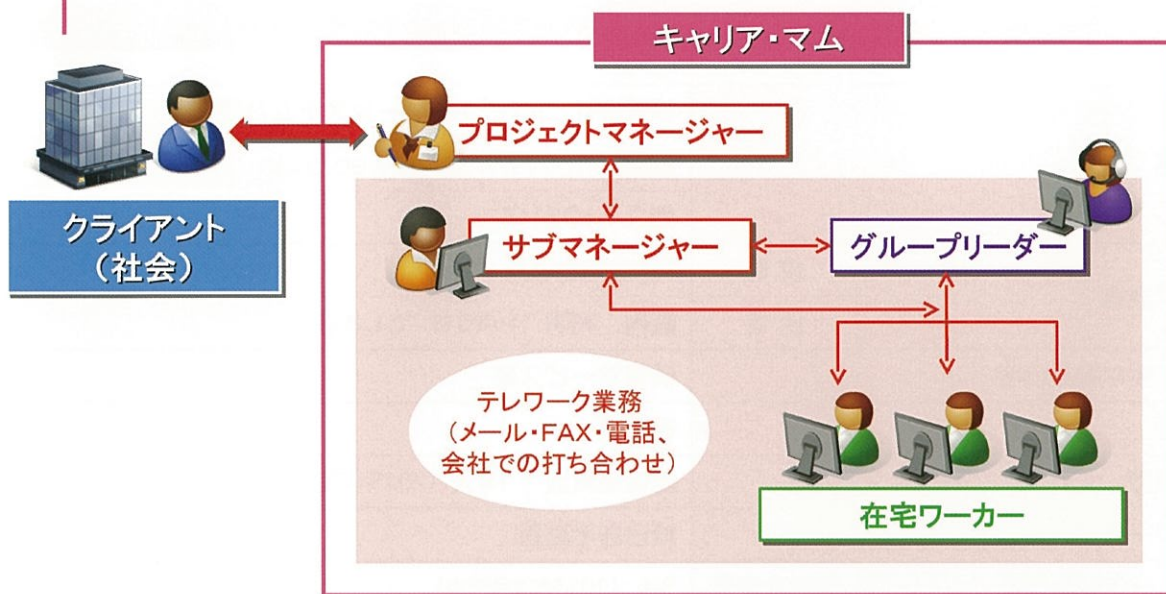 キャリア・マム
プロジェクトマネージャー
クライアント
（社会）
サブマネージャー
グループリーダー
テレワーク業務
（メール・FAX・電話、
会社での打ち合わせ）
在宅ワーカー